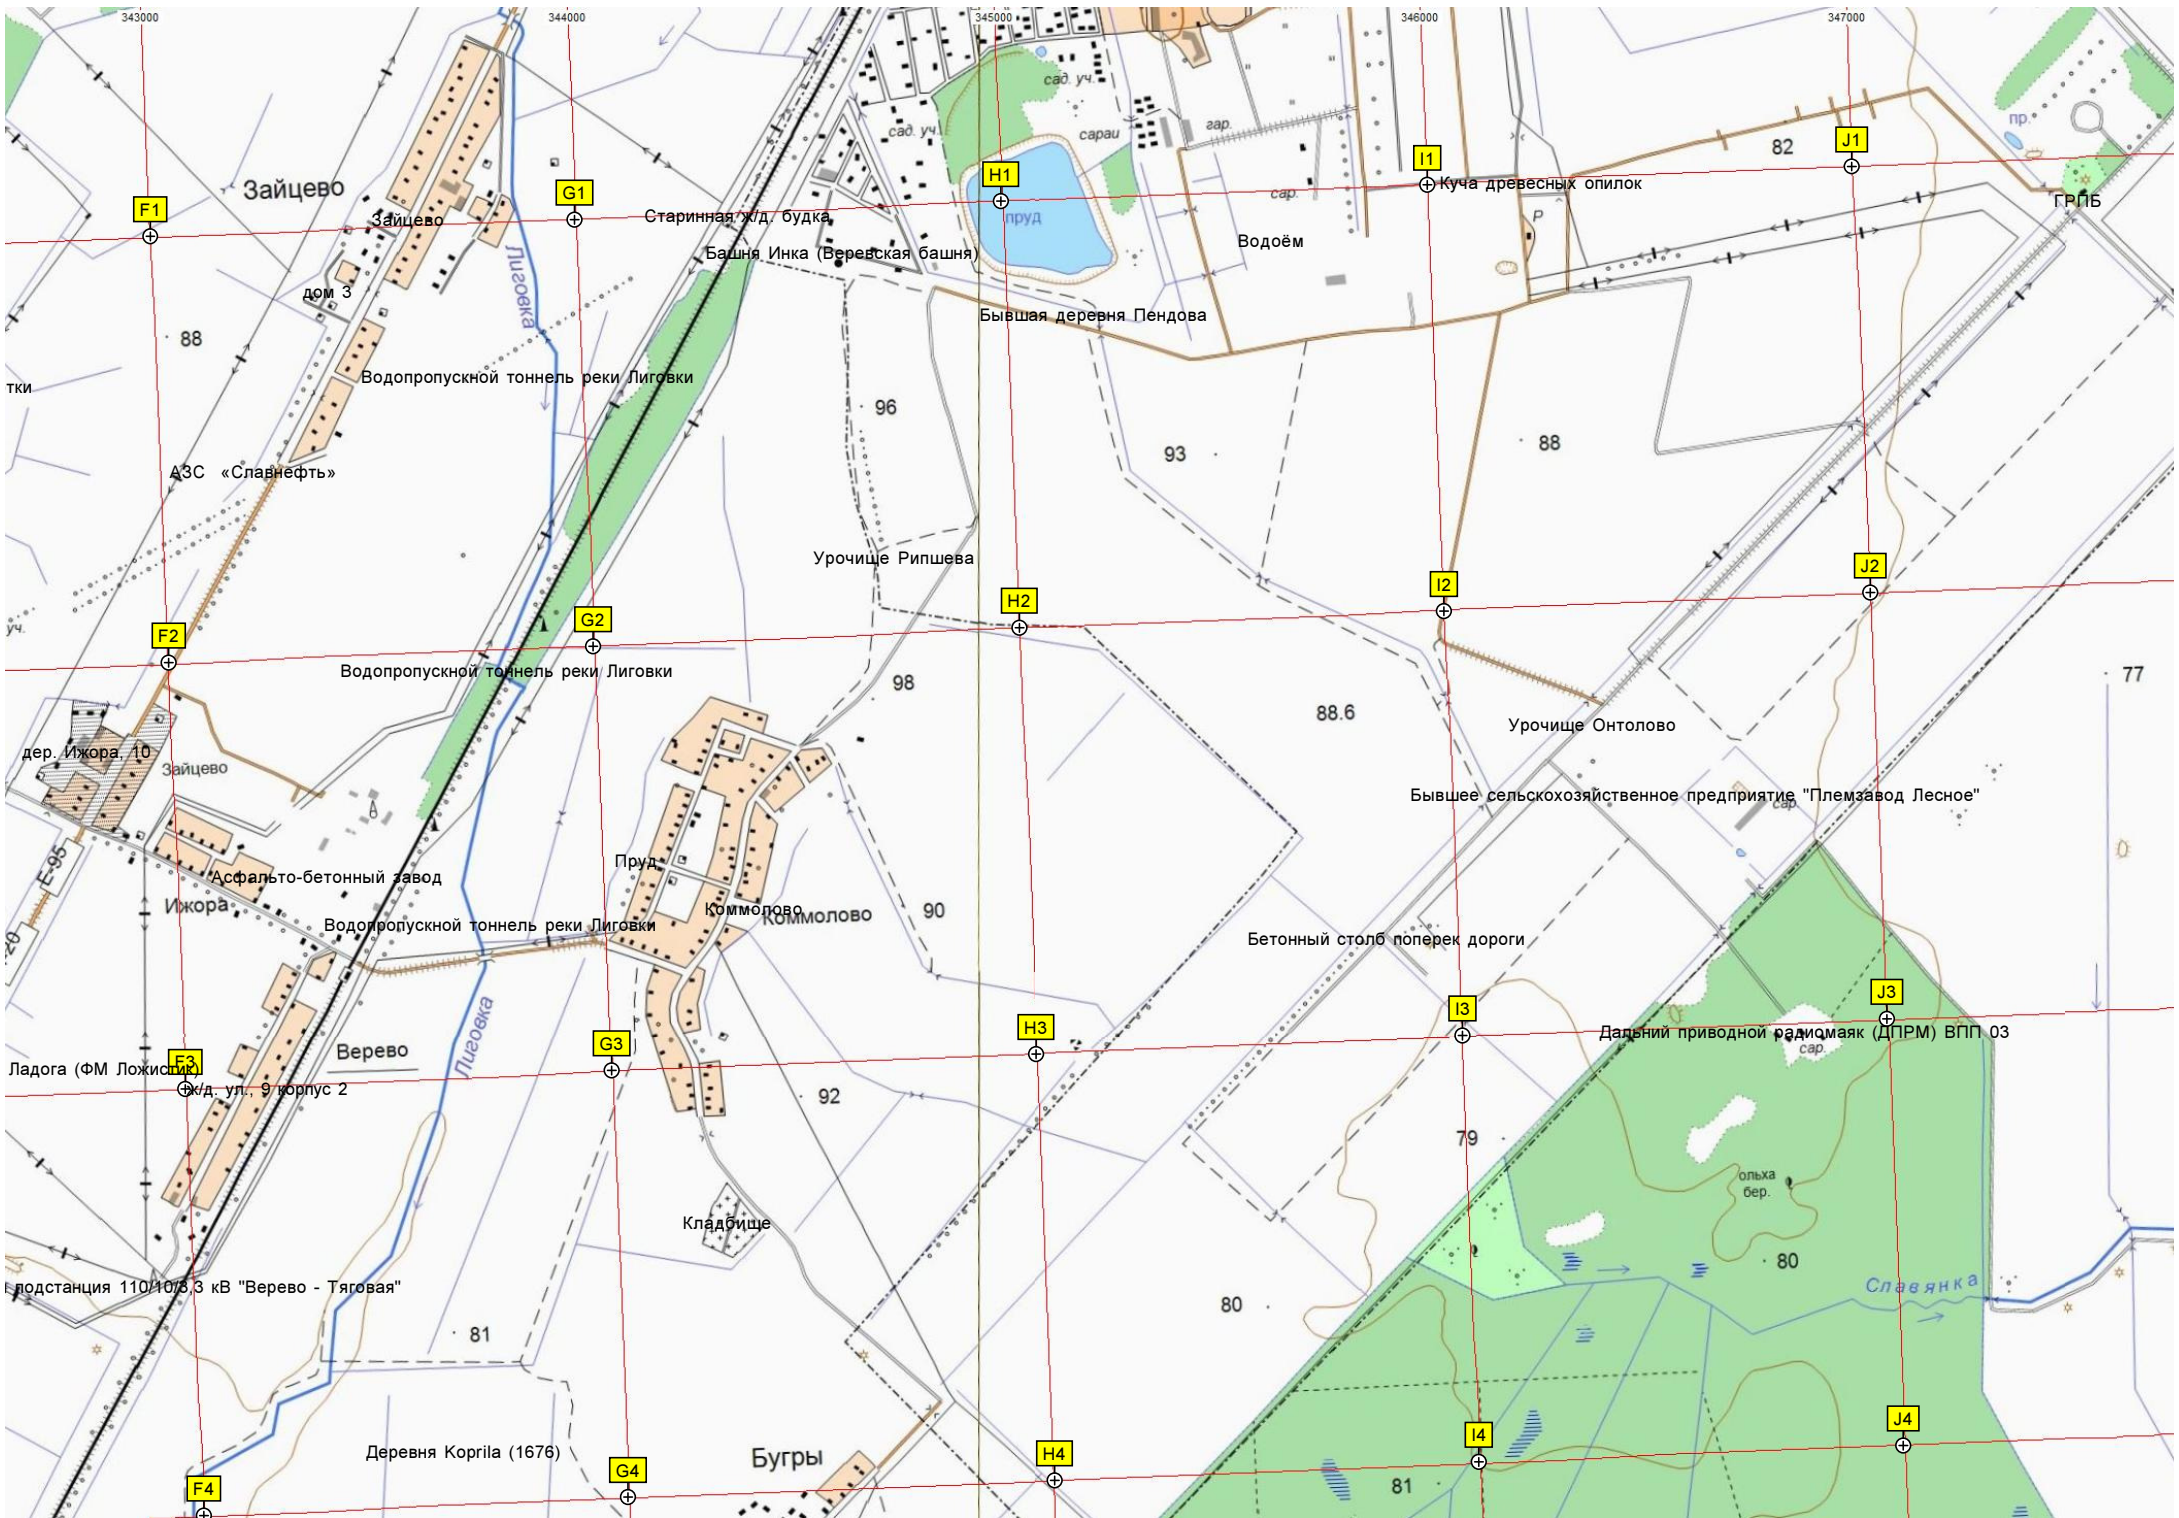 343000
344000
345000
346000
347000
сад. уч.
пр.
сад. уч.
сараи
гар.
82
J1
I1
H1
Зайцево
G1
F1
Куча древесных опилок
сар.
ГРПБ
Зайцево
Старинная ж/д. будка
пруд
Р
Водоём
Башня Инка (Веревская башня)
Лиговка
дом 3
Бывшая деревня Пендова
88
Водопропускной тоннель реки Лиговки
тки
96
93
88
АЗС «Славнефть»
Урочище Рипшева
J2
I2
H2
G2
F2
уч.
Водопропускной тоннель реки Лиговки
98
77
88.6
Урочище Онтолово
дер. Ижора, 10
Зайцево
Бывшее сельскохозяйственное предприятие "Племзавод Лесное"
сар.
Пруд
E-95
Асфальто-бетонный завод
Ижора
Коммолово
Коммолово
90
Водопропускной тоннель реки Лиговки
Бетонный столб поперек дороги
-20
J3
I3
H3
G3
F3
Лиговка
Дальний приводной радиомаяк (ДПРМ) ВПП 03
сар.
Верево
Ладога (ФМ Ложистик)
ж/д. ул., 9 корпус 2
92
79
ольха
бер.
Кладбище
80
Славянка
подстанция 110/10/3,3 кВ "Верево - Тяговая"
80
81
J4
I4
H4
G4
F4
Деревня Koprila (1676)
Бугры
81